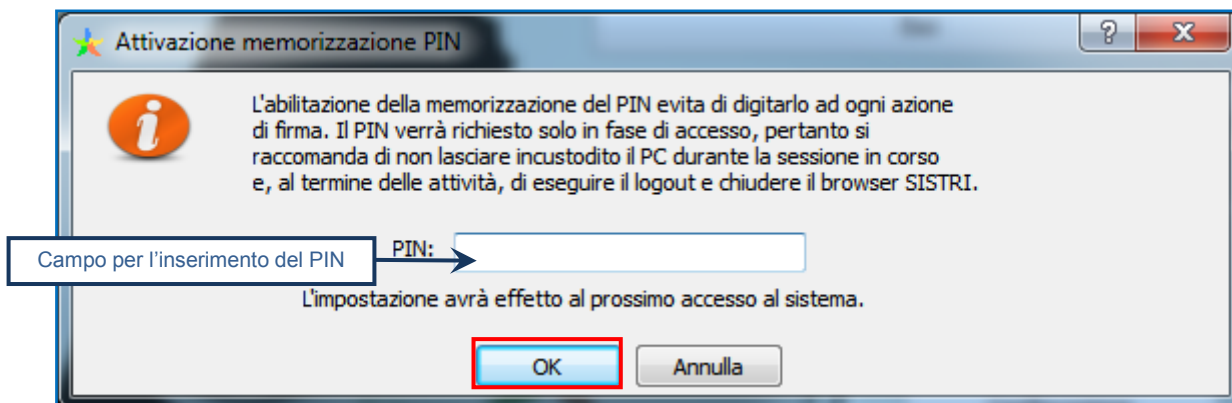 Attivazione memorizzazione PIN
L'abilitazione della memorizzazione del PIN evita di digitarlo ad ogni azione
di firma. Il PIN verrà richiesto solo in fase di accesso, pertanto si
raccomanda di non lasciare incustodito il PC durante la sessione in corso
e, al termine delle attività, di eseguire il logout e chiudere il browser SISTRI.
Campo per l'inserimento del PIN
PIN:
L'impostazione avrà effetto al prossimo accesso al sistema.
OK Annulla